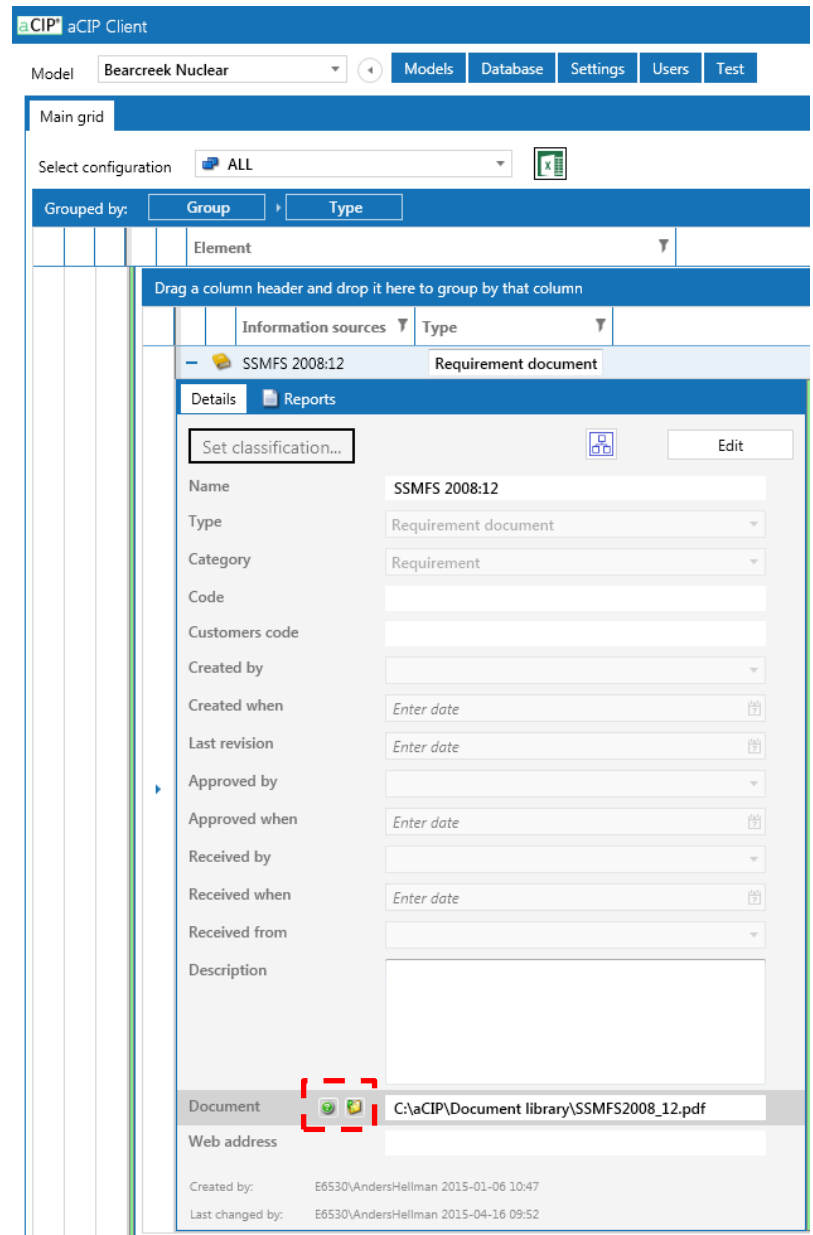 aCIP® aCIP Client
Model Bearcreek Nuclear Models Database Settings Users Test
Main grid
Select configuration ALL
Grouped by: Group Type
Element
Drag a column header and drop it here to group by that column
Information sources Type
SSMFS 2008:12 Requirement document
Details Reports
Set classification... Edit
Name SSMFS 2008:12
Type Requirement document
Category Requirement
Code
Customers code
Created by
Created when Enter date
Last revision Enter date
Approved by
Approved when Enter date
Received by
Received when Enter date
Received from
Description
Document C:\aCIP\Document library\SSMFS2008_12.pdf
Web address
Created by: E6530\AndersHellman 2015-01-06 10:47
Last changed by: E6530\AndersHellman 2015-04-16 09:52